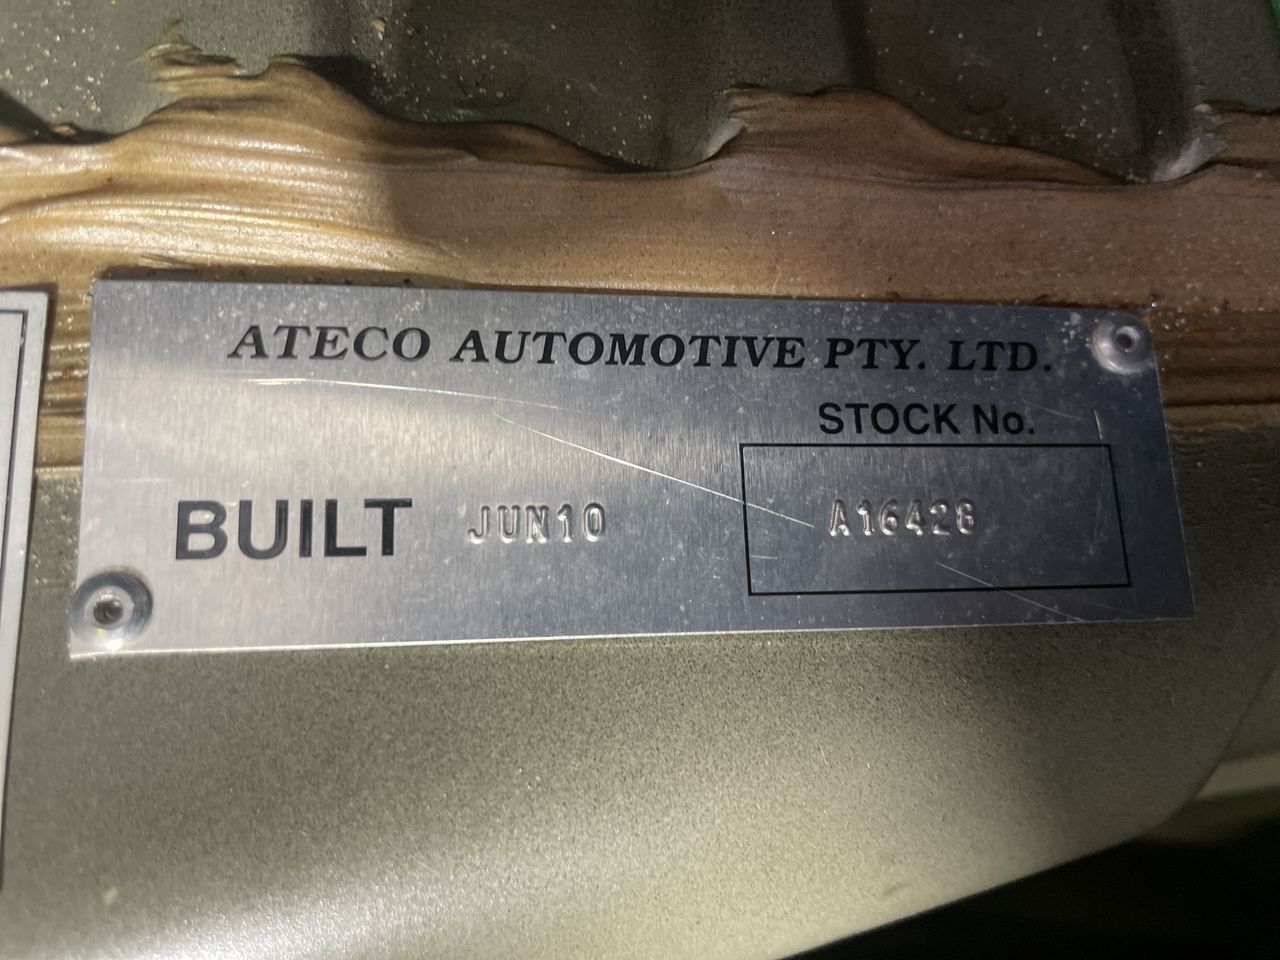 ATECO AUTOMOTIVE PTY. LTD.
STOCK No.
BUILT JUN10 A16428